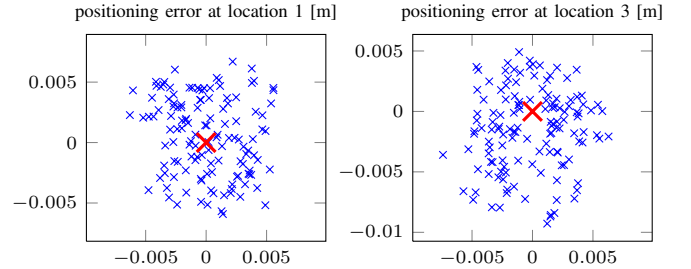 positioning error at location 1 [m]
positioning error at location 3 [m]
0.005
0
−0.005
−0.005 0 0.005
0.005
0
−0.005
−0.01
−0.005 0 0.005